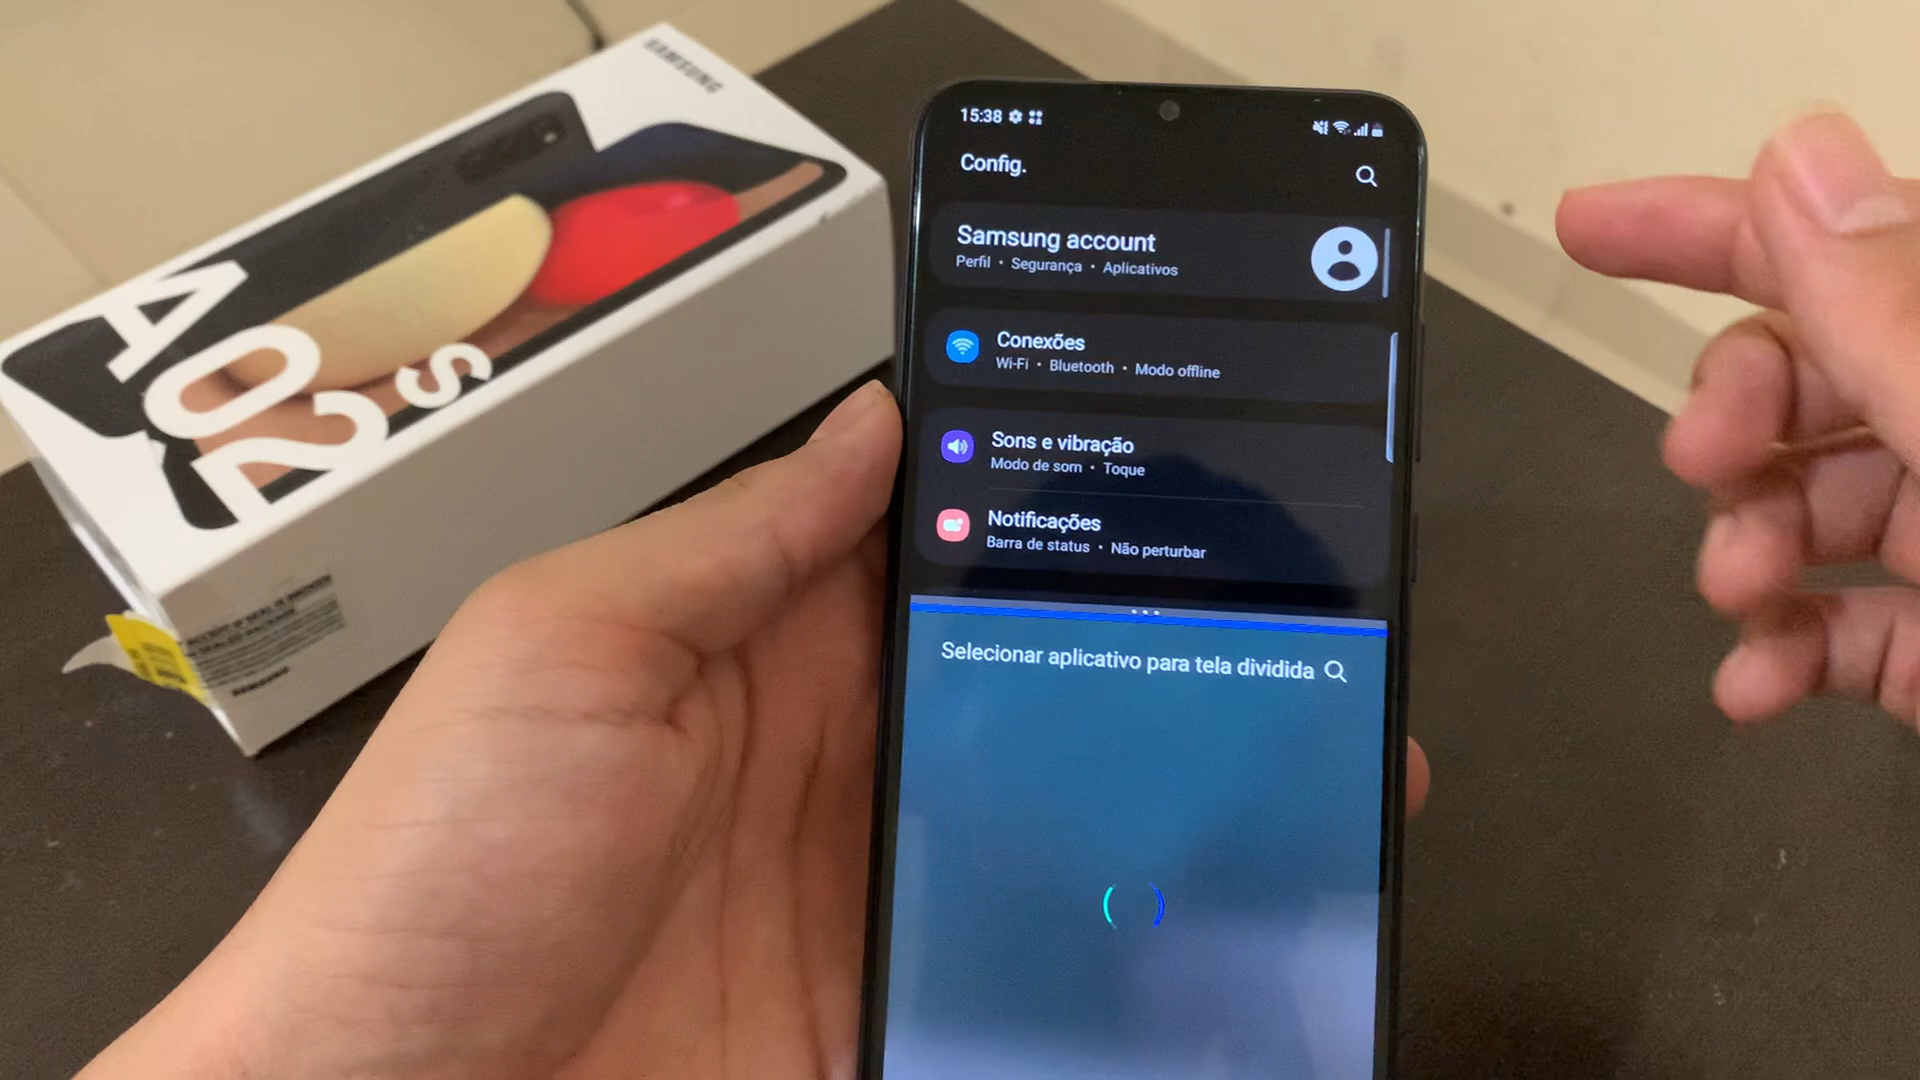 SAMSUNG
A02s
15:38
Config.
Samsung account
Perfil • Segurança • Aplicativos
Conexões
Wi-Fi • Bluetooth • Modo offline
Sons e vibração
Modo de som • Toque
Notificações
Barra de status • Não perturbar
Selecionar aplicativo para tela dividida